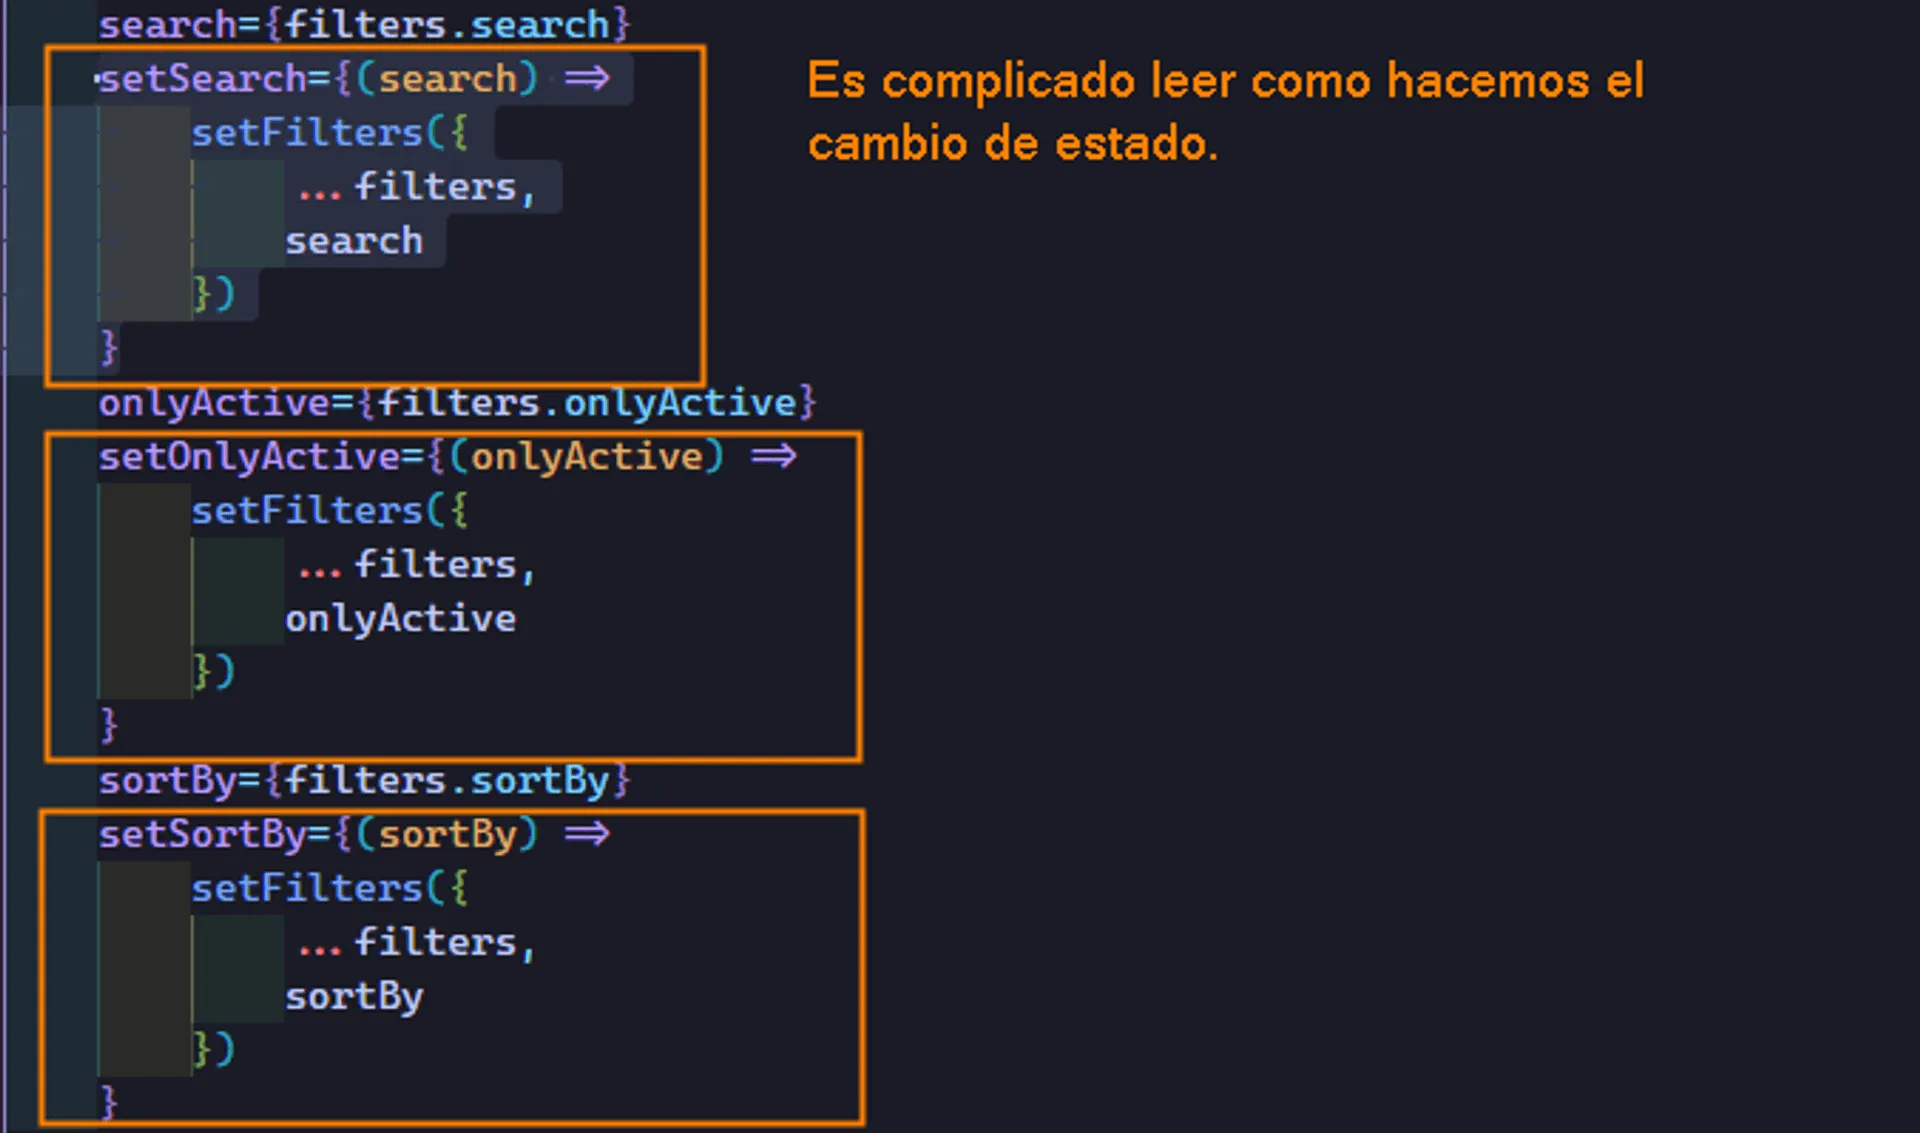 search={filters.search}
setSearch={(search) =>
setFilters({
...filters,
search
})
}
Es complicado leer como hacemos el
cambio de estado.
onlyActive={filters.onlyActive}
setOnlyActive={(onlyActive) =>
setFilters({
...filters,
onlyActive
})
}
sortBy={filters.sortBy}
setSortBy={(sortBy) =>
setFilters({
...filters,
sortBy
})
}